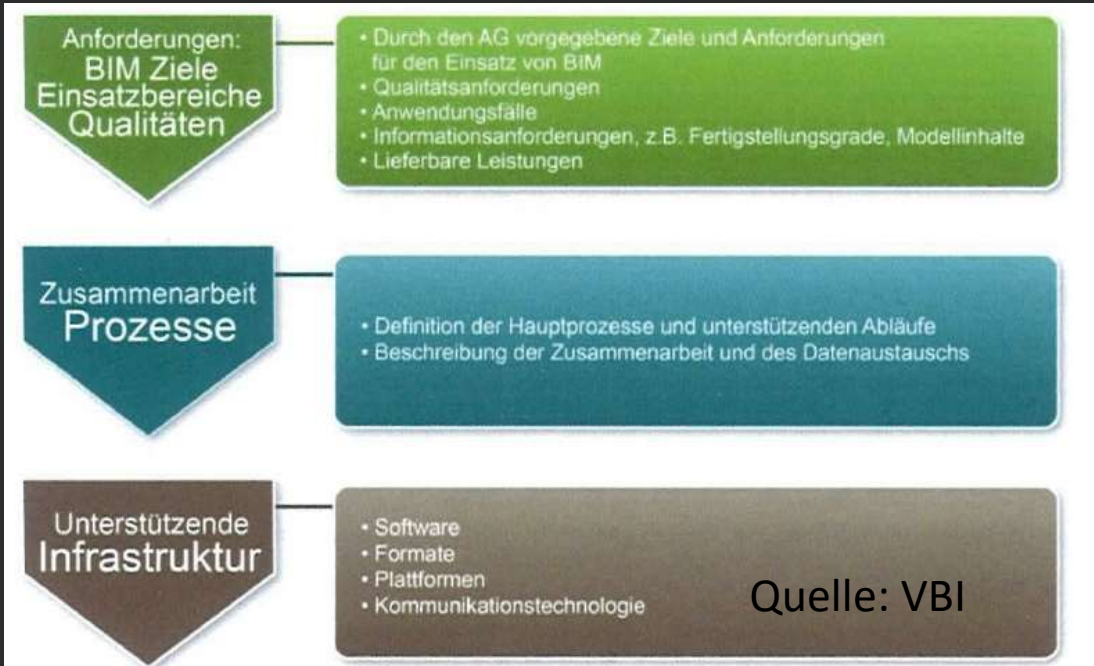 Anforderungen:
BIM Ziele
Einsatzbereiche
Qualitäten
• Durch den AG vorgegebene Ziele und Anforderungen
für den Einsatz von BIM
• Qualitätsanforderungen
• Anwendungsfälle
• Informationsanforderungen, z.B. Fertigstellungsgrade, Modellinhalte
• Lieferbare Leistungen
Zusammenarbeit
Prozesse
• Definition der Hauptprozesse und unterstützenden Abläufe
• Beschreibung der Zusammenarbeit und des Datenaustauschs
Unterstützende
Infrastruktur
• Software
• Formate
• Plattformen
• Kommunikationstechnologie
Quelle: VBI